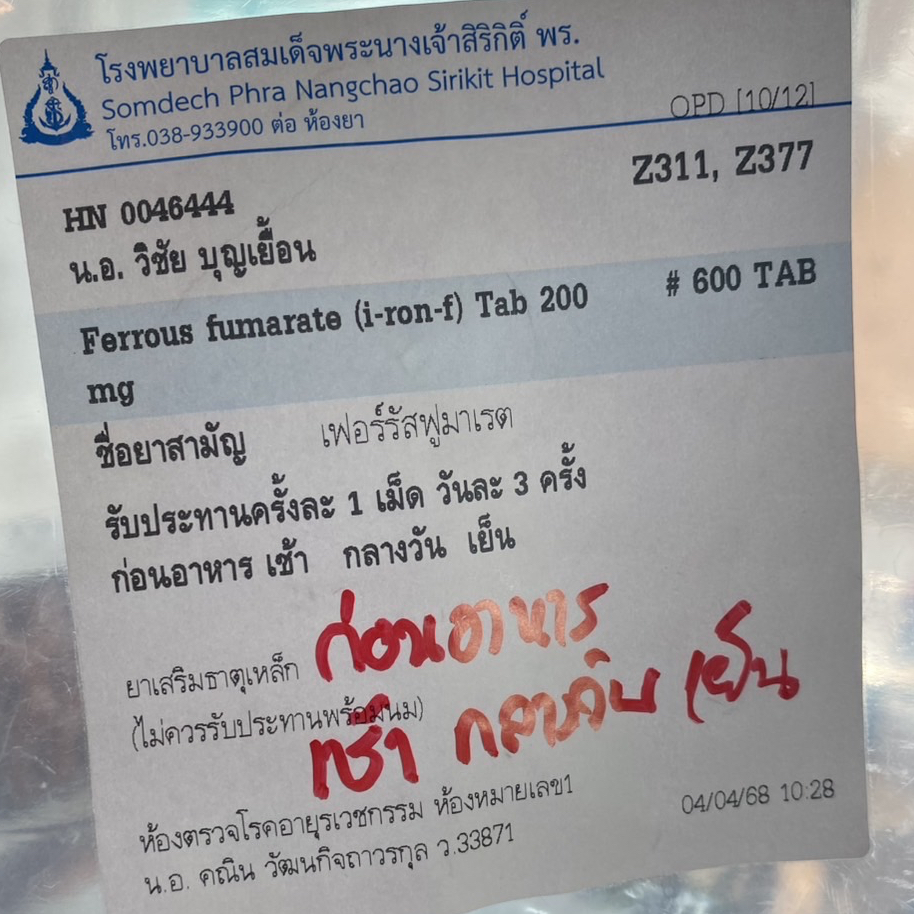 โรงพยาบาลสมเด็จพระนางเจ้าสิริกิติ์ พร.
Somdech Phra Nangchao Sirikit Hospital
โทร.038-933900 ต่อ ห้องยา
OPD [10/12]
HN 0046444
Z311, Z377
น.อ. วิชัย บุญเยื้อน
Ferrous fumarate (i-ron-f) Tab 200
# 600 TAB
mg
ชื่อยาสามัญ เฟอร์รัสฟูมาเรต
รับประทานครั้งละ 1 เม็ด วันละ 3 ครั้ง
ก่อนอาหาร เช้า กลางวัน เย็น
ก่อนอาหาร
ยาเสริมธาตุเหล็ก
(ไม่ควรรับประทานพร้อมนม)
เช้า กลางวัน เย็น
ห้องตรวจโรคอายุรเวชกรรม ห้องหมายเลข1
04/04/68 10:28
น.อ. คณิน วัฒนกิจถาวรกุล ว.33871